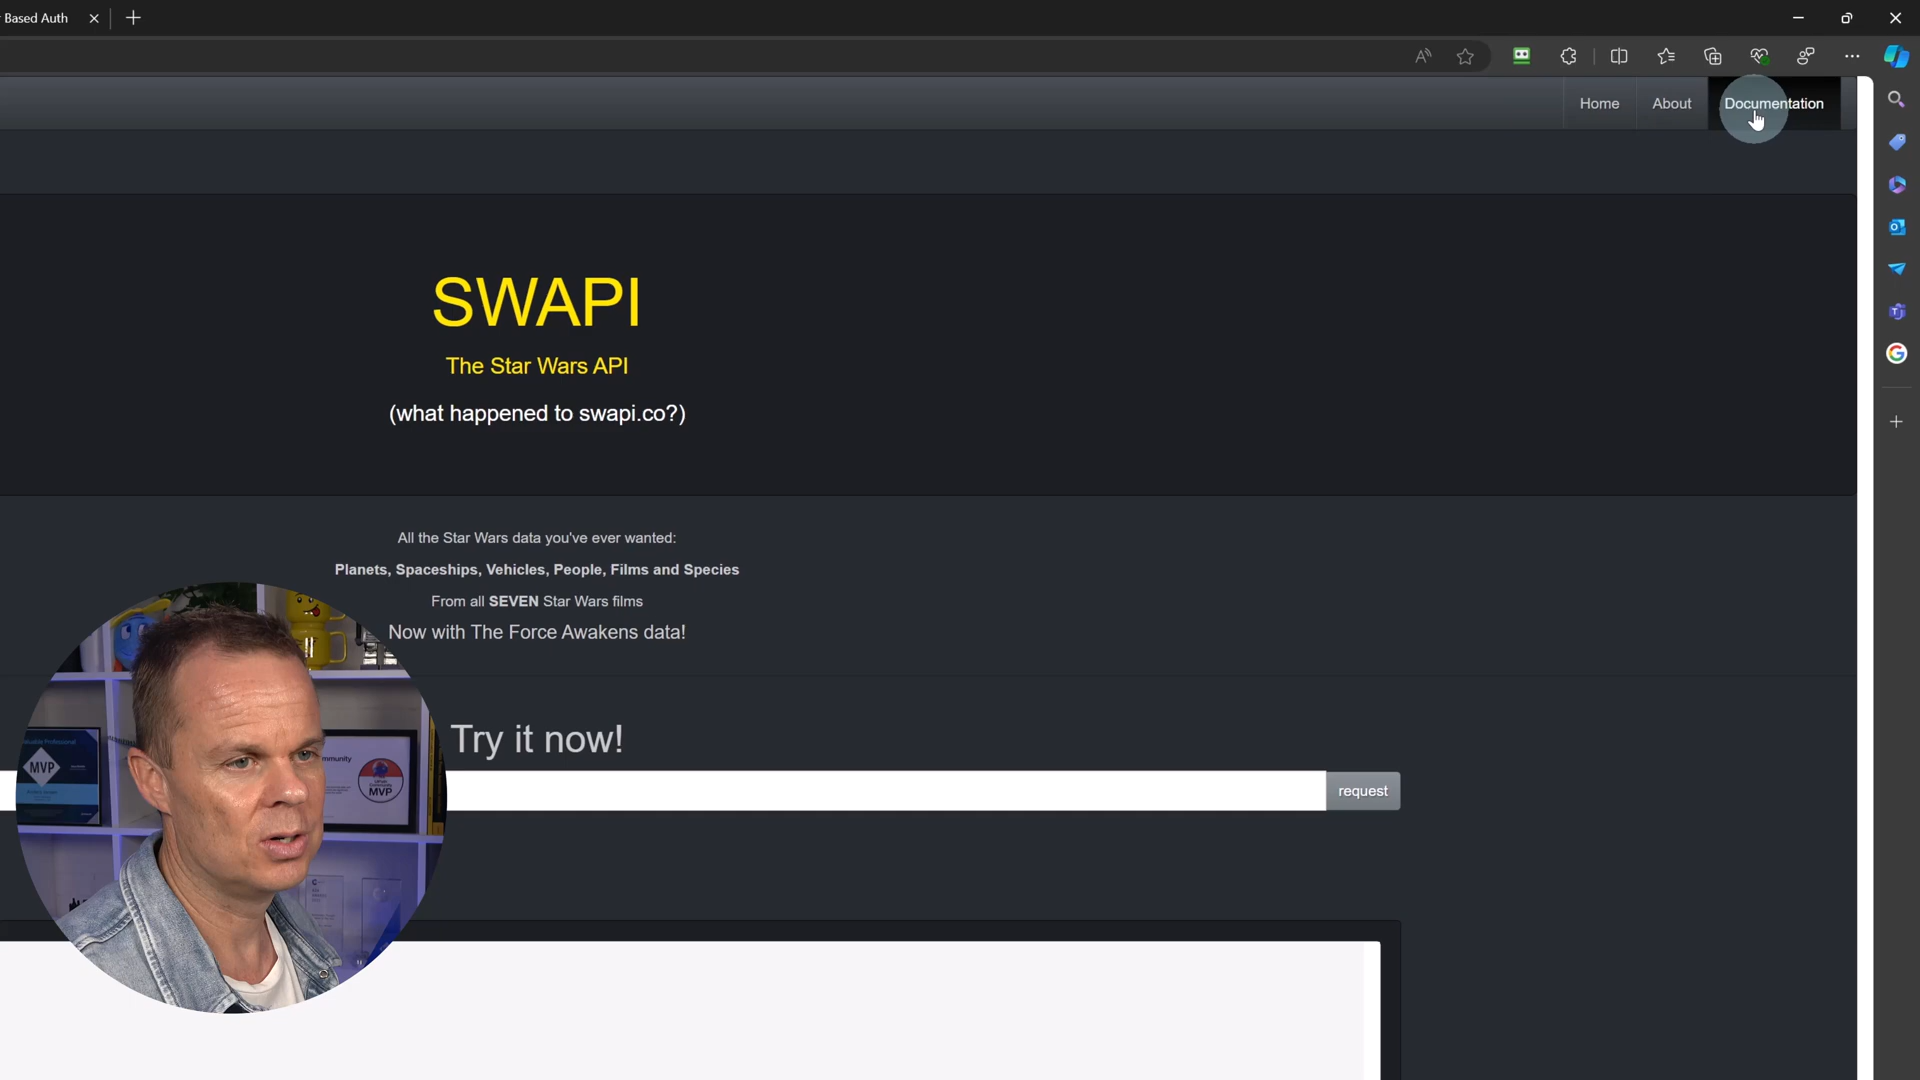 Based Auth
Home About Documentation
SWAPI
The Star Wars API
(what happened to swapi.co?)
All the Star Wars data you've ever wanted:
Planets, Spaceships, Vehicles, People, Films and Species
From all SEVEN Star Wars films
Now with The Force Awakens data!
Try it now!
request
MVP
MVP